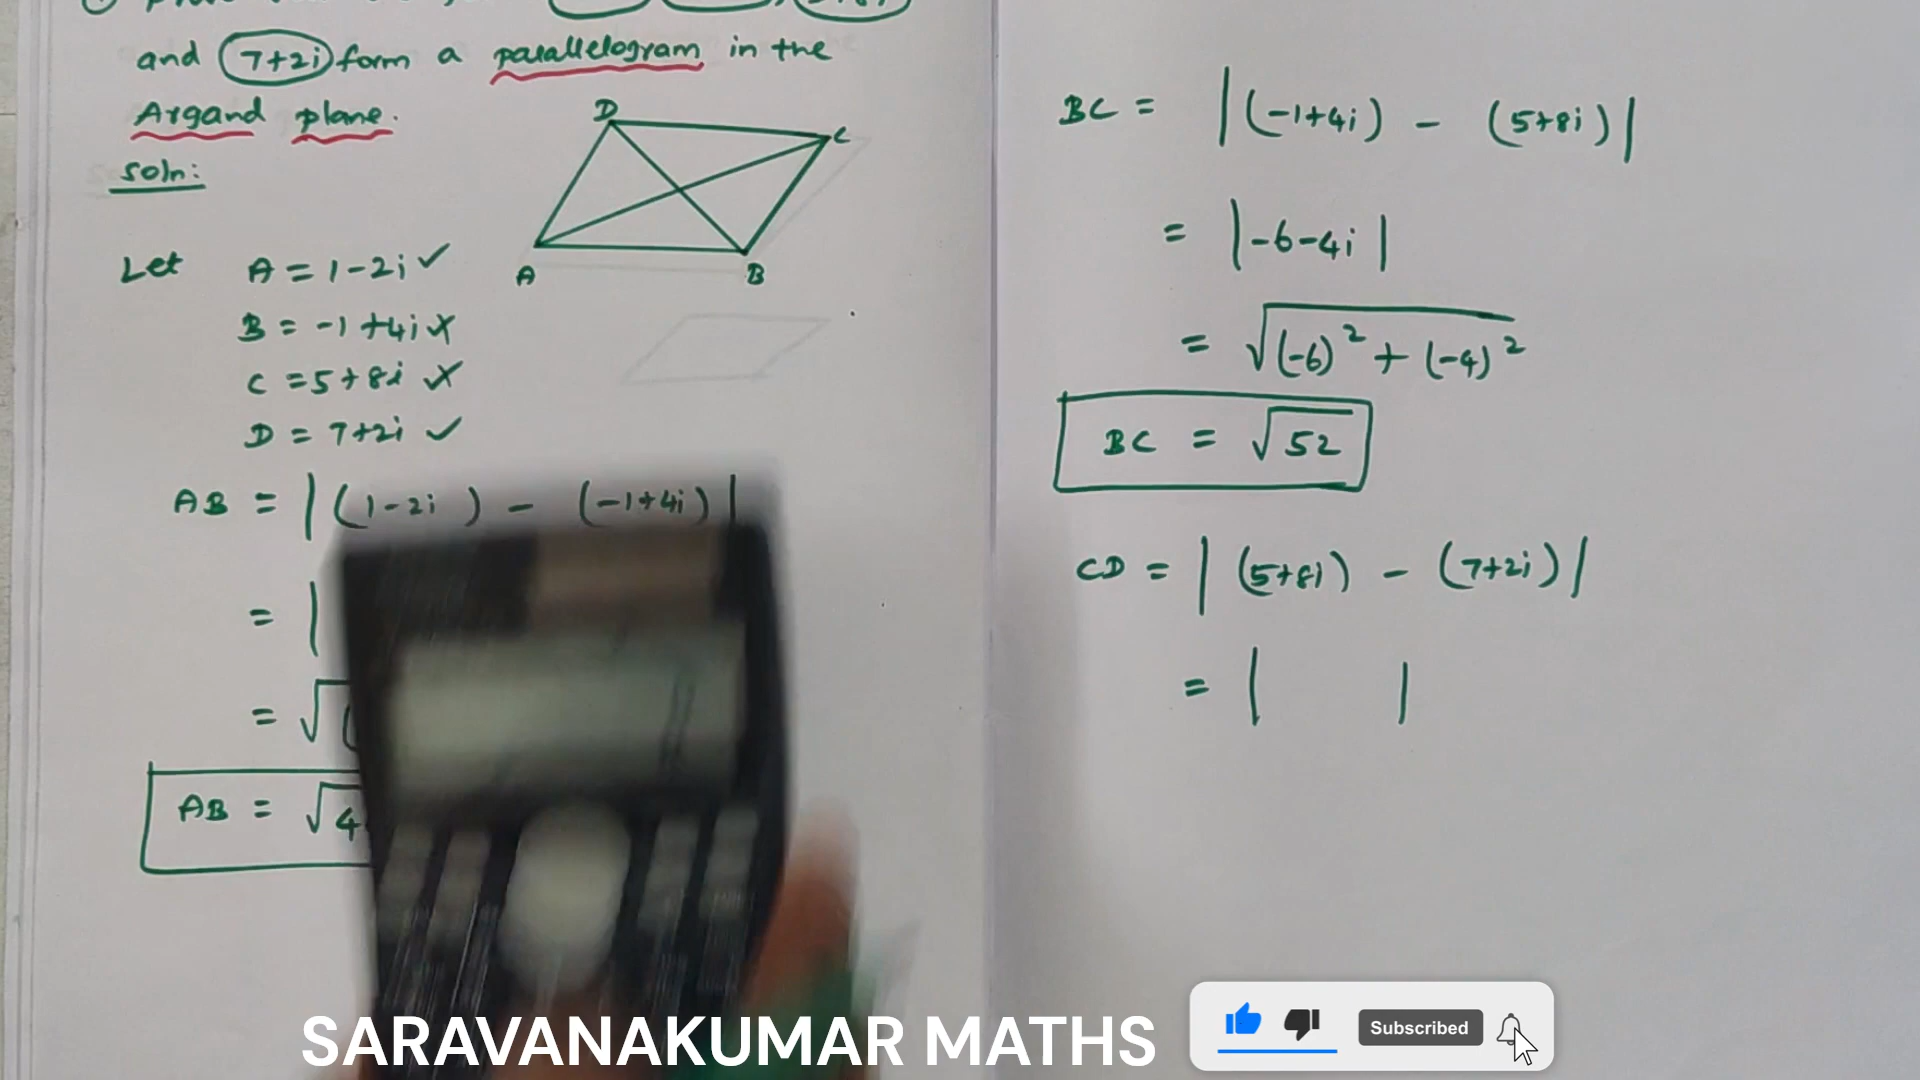 and 7+2i form a parallelogram in the
Argand plane.
Soln:
D
C
A
B
Let A = 1-2i ✓
B = -1+4i ✗
C = 5+8i ✗
D = 7+2i ✓
AB = |(1-2i) - (-1+4i)|
= |
= √(
AB = √4
BC = |(-1+4i) - (5+8i)|
= |-6-4i|
= √(-6)² + (-4)²
BC = √52
CD = |(5+8i) - (7+2i)|
= | |
SARAVANAKUMAR MATHS
Subscribed